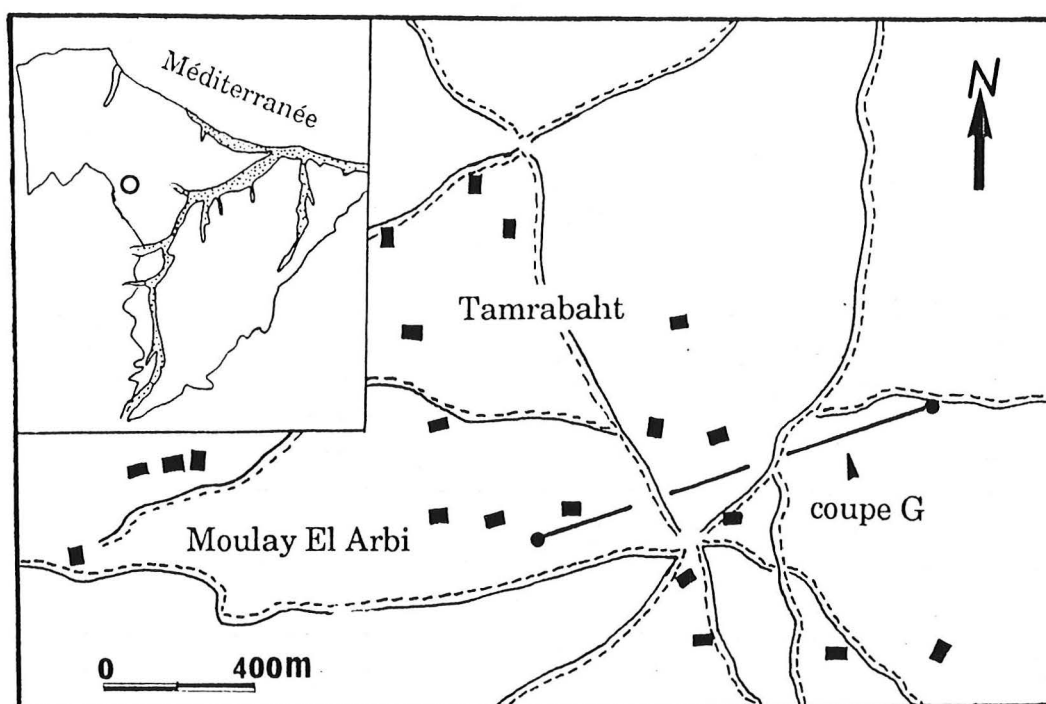 Méditerranée
N
Tamrabaht
coupe G
Moulay El Arbi
0 400m